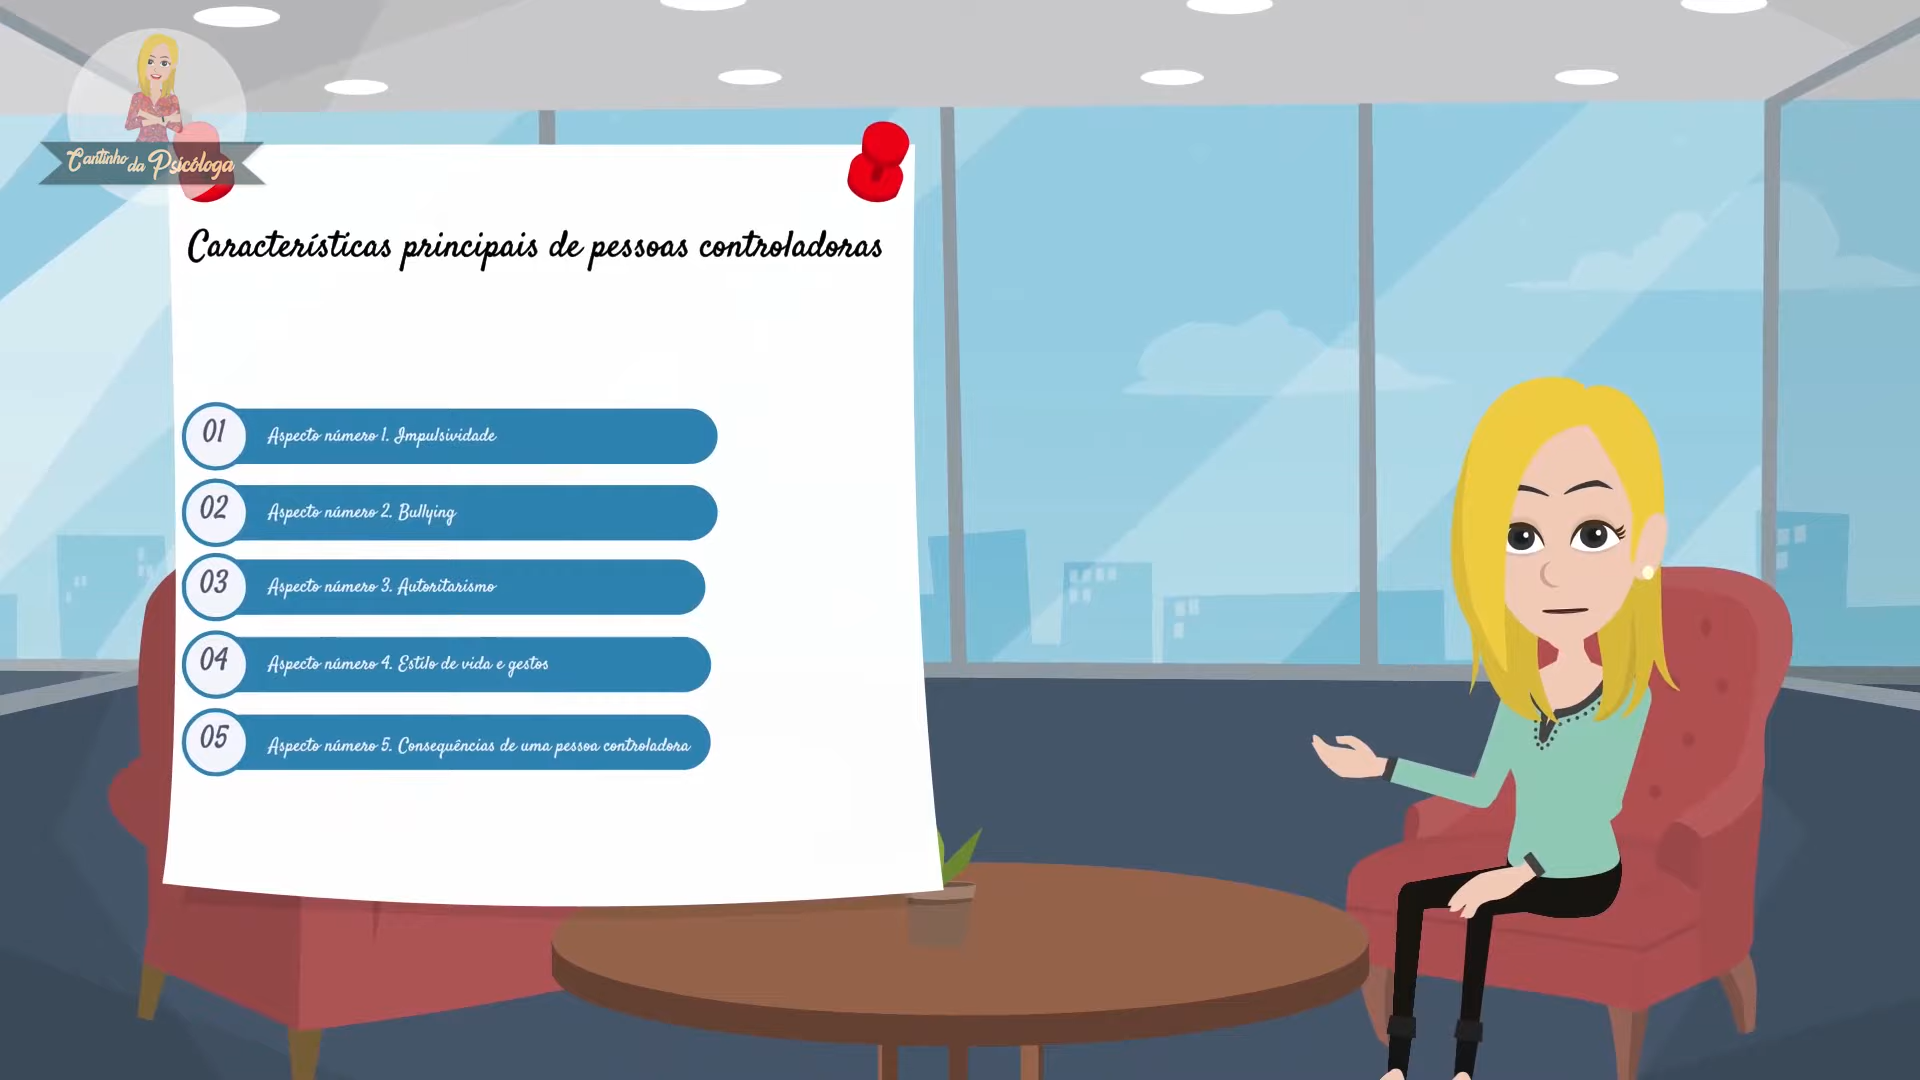 Cantinho da Psicóloga
Características principais de pessoas controladoras
01 Aspecto número 1. Impulsividade
02 Aspecto número 2. Bullying
03 Aspecto número 3. Autoritarismo
04 Aspecto número 4. Estilo de vida e gestos
05 Aspecto número 5. Consequências de uma pessoa controladora